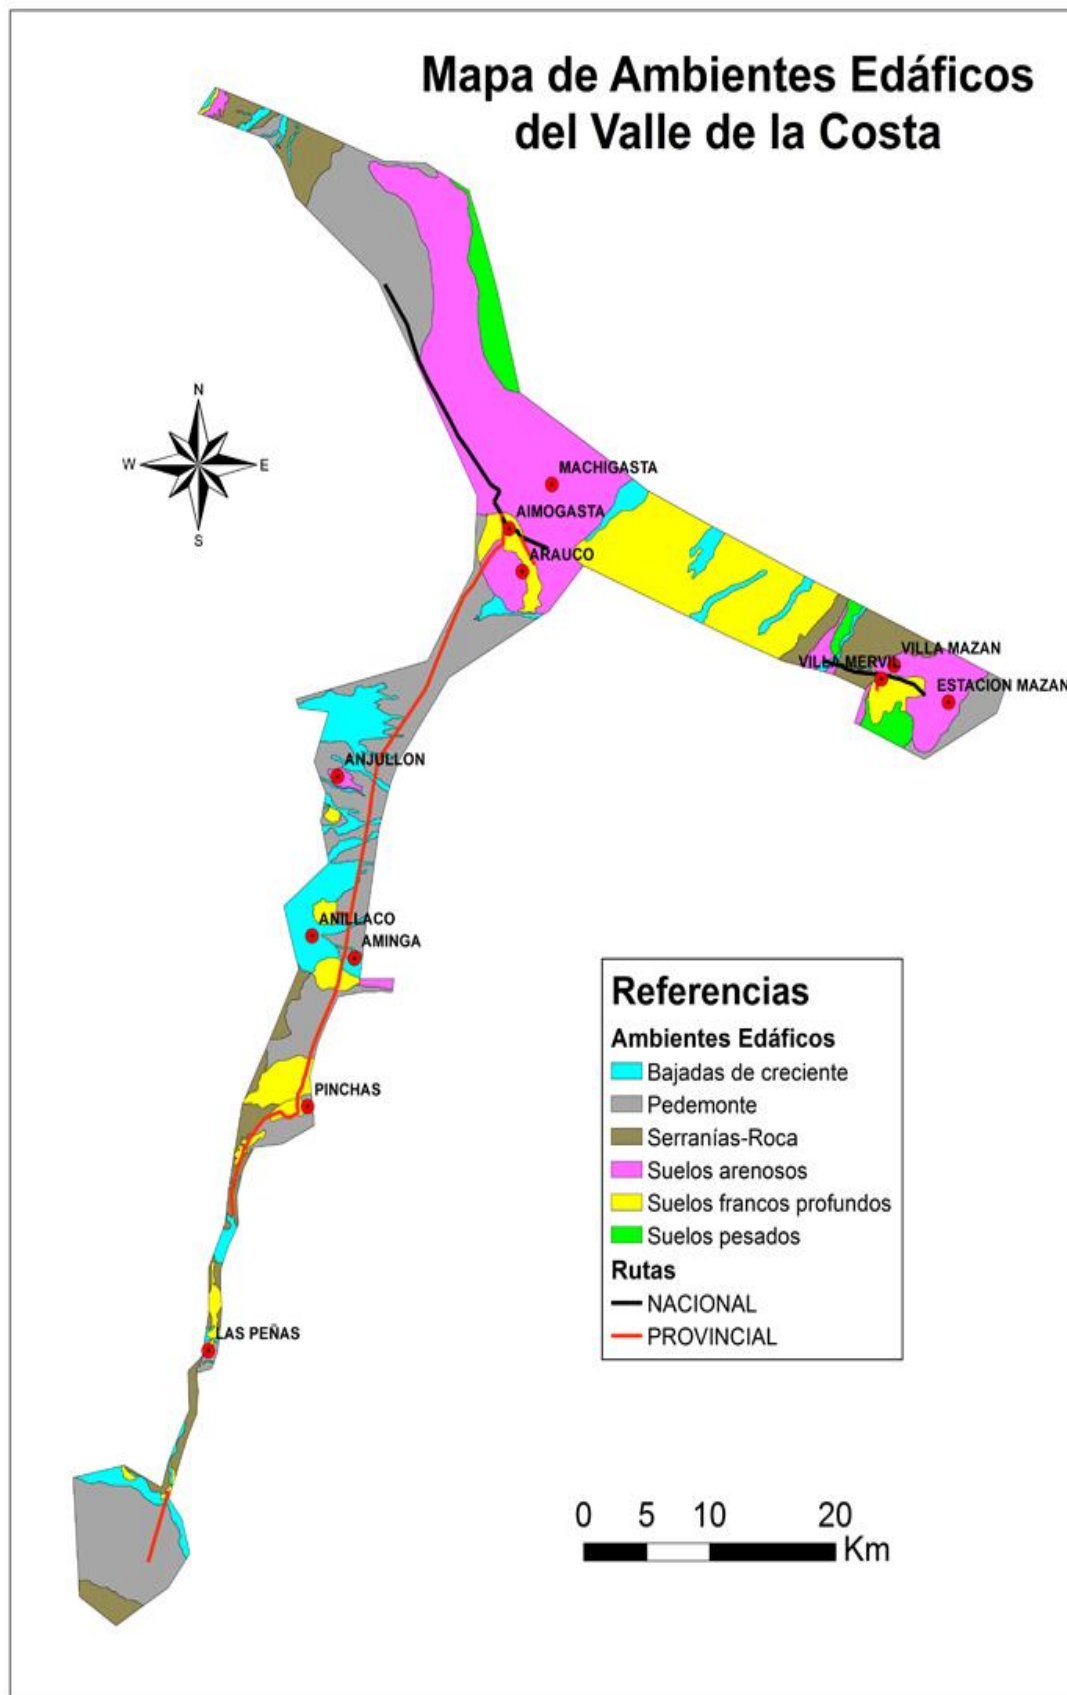 Mapa de Ambientes Edáficos
del Valle de la Costa
N
W
E
S
MACHIGASTA
AIMOGASTA
ARAUCO
VILLA MAZAN
VILLA MERVIL
ESTACION MAZAN
ANJULLON
ANILLACO
AMINGA
PINCHAS
LAS PEÑAS
Referencias
Ambientes Edáficos
Bajadas de creciente
Pedemonte
Serranías-Roca
Suelos arenosos
Suelos francos profundos
Suelos pesados
Rutas
NACIONAL
PROVINCIAL
0 5 10 20
Km